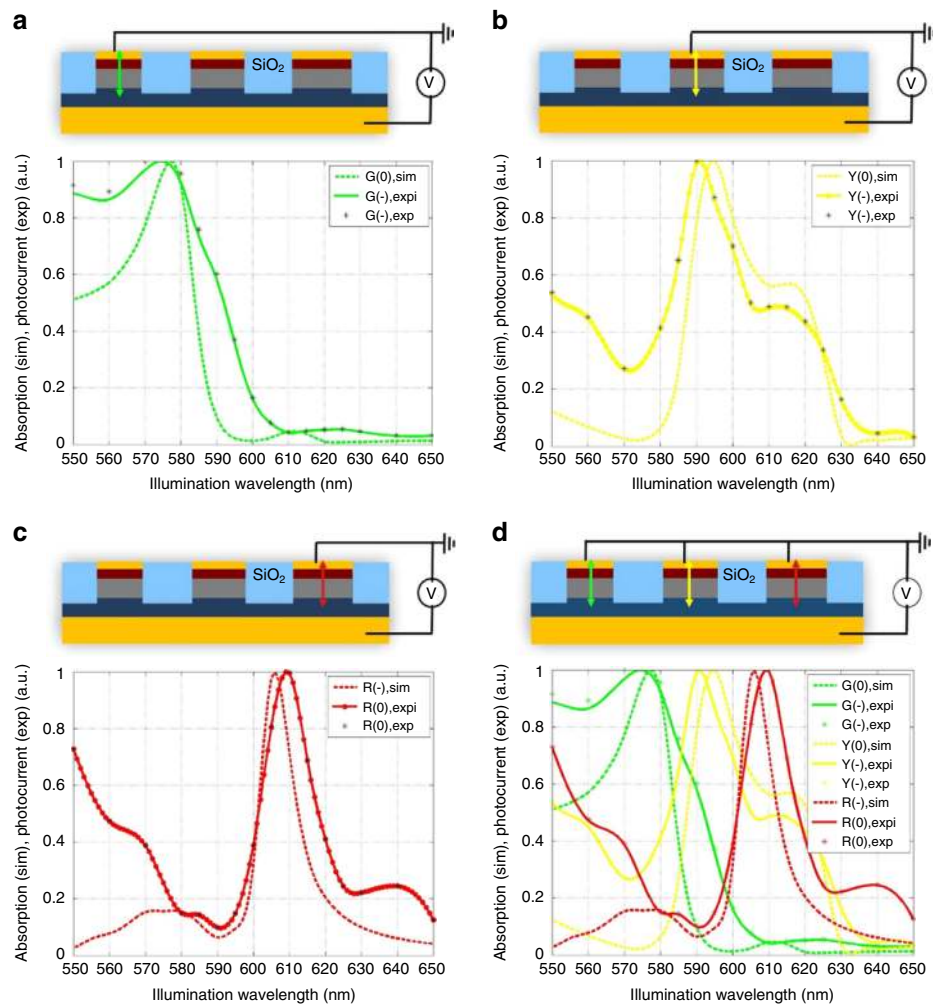 a
SiO2
V
Absorption (sim), photocurrent (exp) (a.u.)
1
0.8
0.6
0.4
0.2
0
G(0),sim
G(-),expi
G(-),exp
550 560 570 580 590 600 610 620 630 640 650
Illumination wavelength (nm)
b
SiO2
V
Absorption (sim), photocurrent (exp) (a.u.)
1
0.8
0.6
0.4
0.2
0
Y(0),sim
Y(-),expi
Y(-),exp
550 560 570 580 590 600 610 620 630 640 650
Illumination wavelength (nm)
c
SiO2
V
Absorption (sim), photocurrent (exp) (a.u.)
1
0.8
0.6
0.4
0.2
0
R(-),sim
R(0),expi
R(0),exp
550 560 570 580 590 600 610 620 630 640 650
Illumination wavelength (nm)
d
SiO2
V
Absorption (sim), photocurrent (exp) (a.u.)
1
0.8
0.6
0.4
0.2
0
G(0),sim
G(-),expi
G(-),exp
Y(0),sim
Y(-),expi
Y(-),exp
R(-),sim
R(0),expi
R(0),exp
550 560 570 580 590 600 610 620 630 640 650
Illumination wavelength (nm)